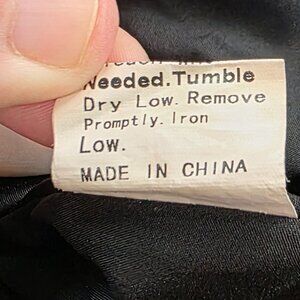 Needed.Tumble
Dry Low. Remove
Promptly. Iron
Low.
MADE IN CHINA